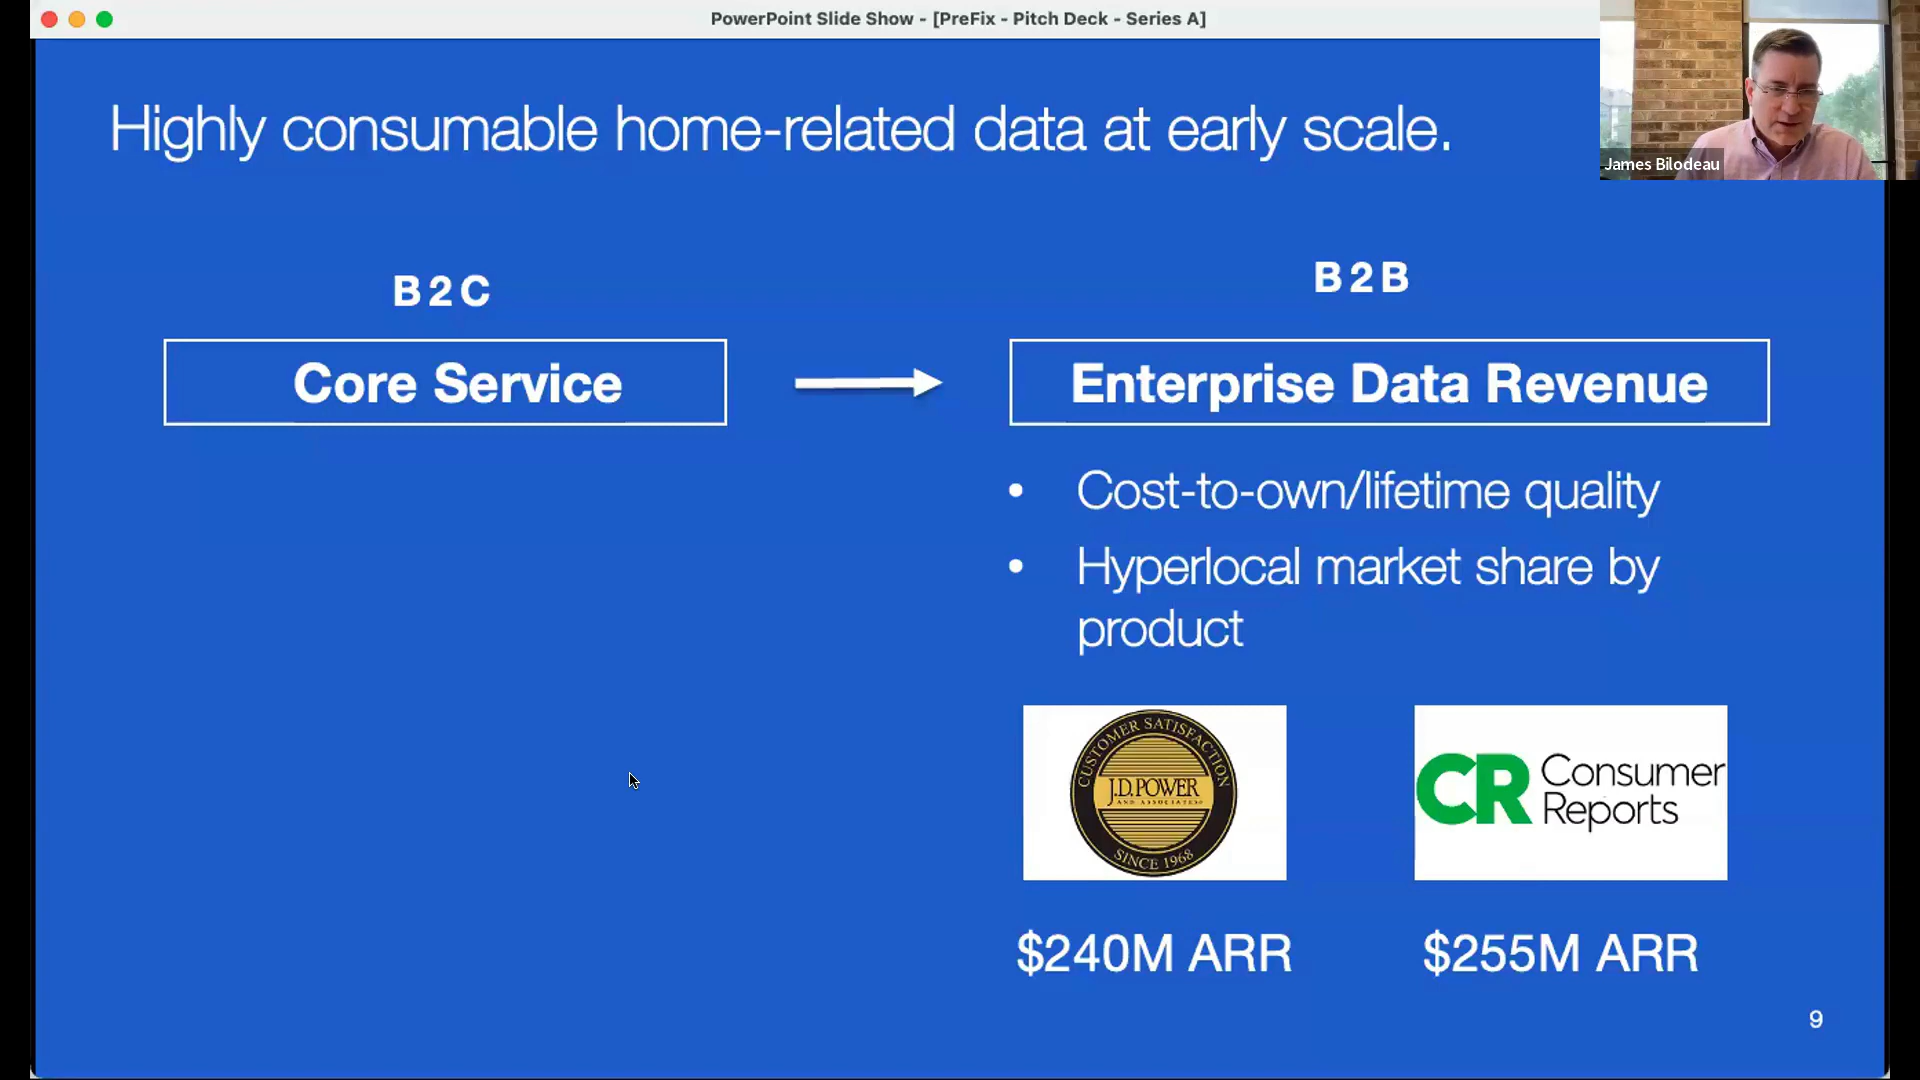 PowerPoint Slide Show - [PreFix - Pitch Deck - Series A]
James Bilodeau
Highly consumable home-related data at early scale.
B2C
Core Service
B2B
Enterprise Data Revenue
• Cost-to-own/lifetime quality
• Hyperlocal market share by
product
CUSTOMER SATISFACTION
J.D.POWER
AND ASSOCIATES
SINCE 1968
CR Consumer
Reports
$240M ARR
$255M ARR
9